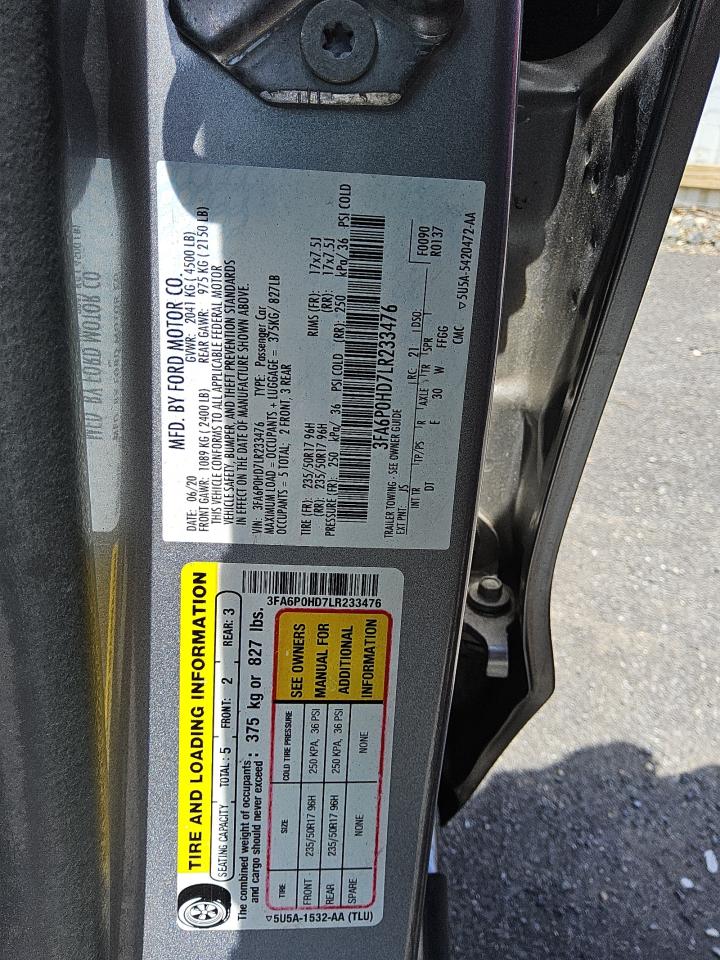 MFD. BY FORD MOTOR CO.
DATE: 06/20 GVWR: 2041 KG ( 4500 LB)
FRONT GAWR: 1089 KG ( 2400 LB) REAR GAWR: 975 KG ( 2150 LB)
THIS VEHICLE CONFORMS TO ALL APPLICABLE FEDERAL MOTOR
VEHICLE SAFETY, BUMPER, AND THEFT PREVENTION STANDARDS
IN EFFECT ON THE DATE OF MANUFACTURE SHOWN ABOVE.
VIN: 3FA6P0HD7LR233476 TYPE: Passenger Car
MAXIMUM LOAD = OCCUPANTS + LUGGAGE = 375KG/ 827LB
OCCUPANTS = 5 TOTAL: 2 FRONT, 3 REAR
TIRE (FR): 235/50R17 96H RIMS (FR): 17x7.5J
(RR): 235/50R17 96H (RR): 17x7.5J
PRESSURE (FR): 250 kPa/ 36 PSI COLD (RR): 250 kPa/ 36 PSI COLD
3FA6P0HD7LR233476
TRAILER TOWING - SEE OWNER GUIDE
EXT PNT: JS RC: 21 DSO: F0090
R0137
INT TR TP/PS R AXLE TR SPR
DT E 30 W FFGG
CMC ▽5U5A-5420472-AA
TIRE AND LOADING INFORMATION
SEATING CAPACITY TOTAL: 5 FRONT: 2 REAR: 3
The combined weight of occupants
and cargo should never exceed: 375 kg or 827 lbs.
3FA6P0HD7LR233476
TIRE SIZE COLD TIRE PRESSURE
FRONT 235/50R17 96H 250 KPA, 36 PSI
REAR 235/50R17 96H 250 KPA, 36 PSI
SPARE NONE NONE
SEE OWNERS
MANUAL FOR
ADDITIONAL
INFORMATION
▽5U5A-1532-AA (TLU)